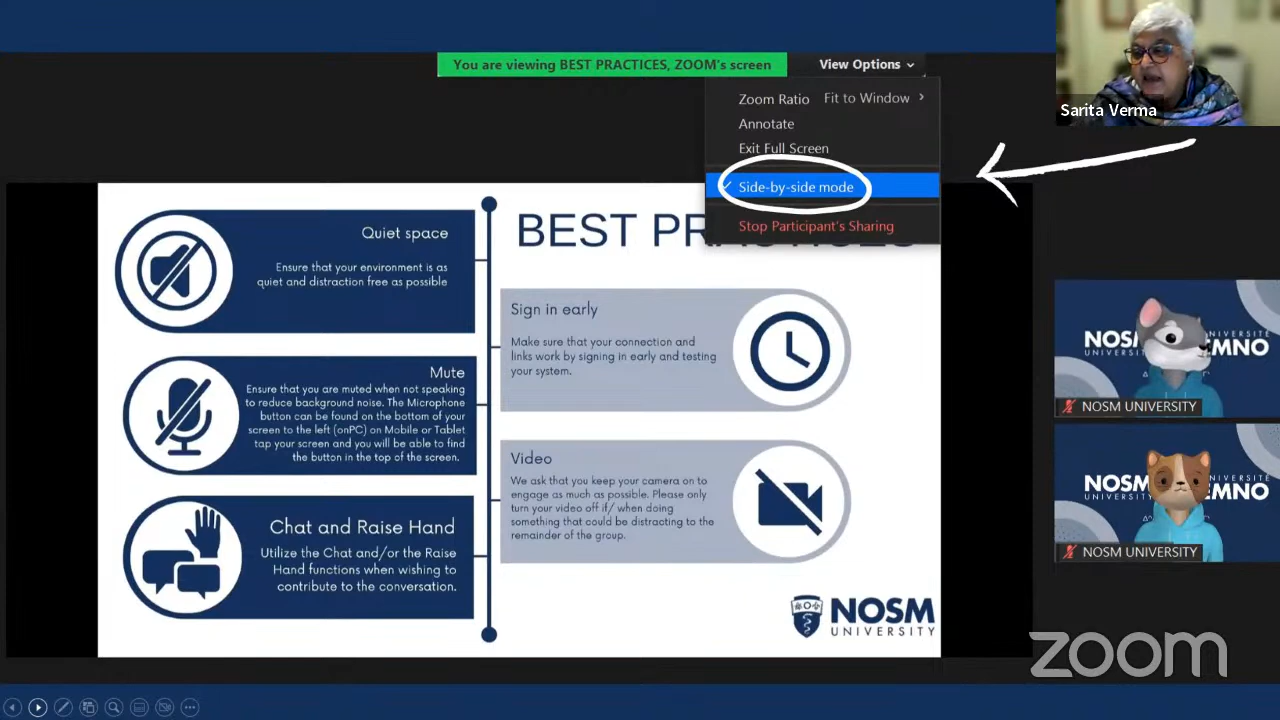 You are viewing BEST PRACTICES, ZOOM's screen
View Options
Zoom Ratio Fit to Window
Annotate
Exit Full Screen
Side-by-side mode
Stop Participant's Sharing
Sarita Verma
Quiet space
Ensure that your environment is as
quiet and distraction free as possible
Mute
Ensure that you are muted when not speaking
to reduce background noise. The Microphone
button can be found on the bottom of your
screen to the left (onPC) on Mobile or Tablet
tap your screen and you will be able to find
the button in the top of the screen.
Chat and Raise Hand
Utilize the Chat and/or the Raise
Hand functions when wishing to
contribute to the conversation.
BEST
Sign in early
Make sure that your connection and
links work by signing in early and testing
your system.
Video
We ask that you keep your camera on to
engage as much as possible. Please only
turn your video off if/ when doing
something that could be distracting to the
remainder of the group.
NOSM
UNIVERSITY
NOSM UNIVERSITY
NOSM UNIVERSITY
zoom